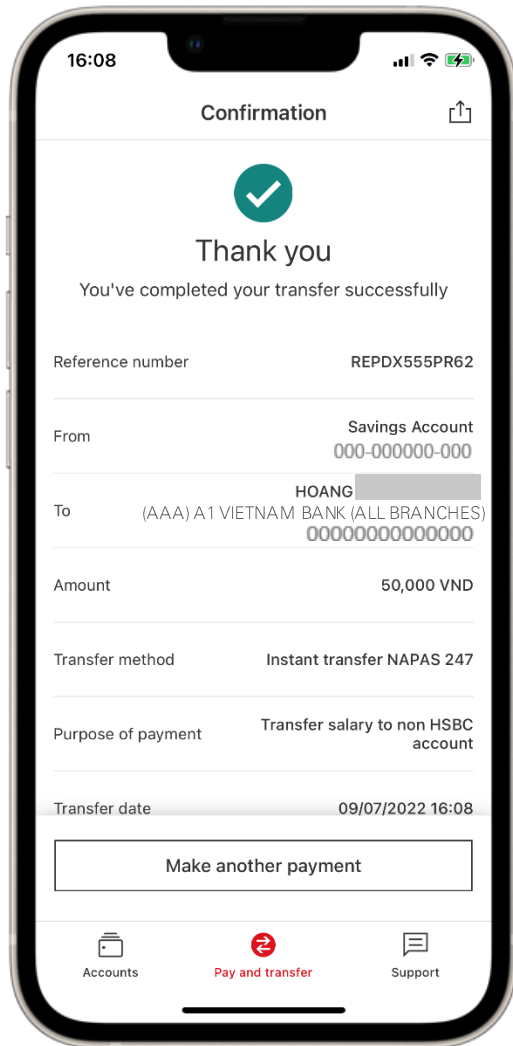 16:08
Confirmation
Thank you
You've completed your transfer successfully
Reference number REPDX555PR62
From Savings Account
000-000000-000
To HOANG
(AAA) A1 VIETNAM BANK (ALL BRANCHES)
00000000000000
Amount 50,000 VND
Transfer method Instant transfer NAPAS 247
Purpose of payment Transfer salary to non HSBC
account
Transfer date 09/07/2022 16:08
Make another payment
Accounts Pay and transfer Support